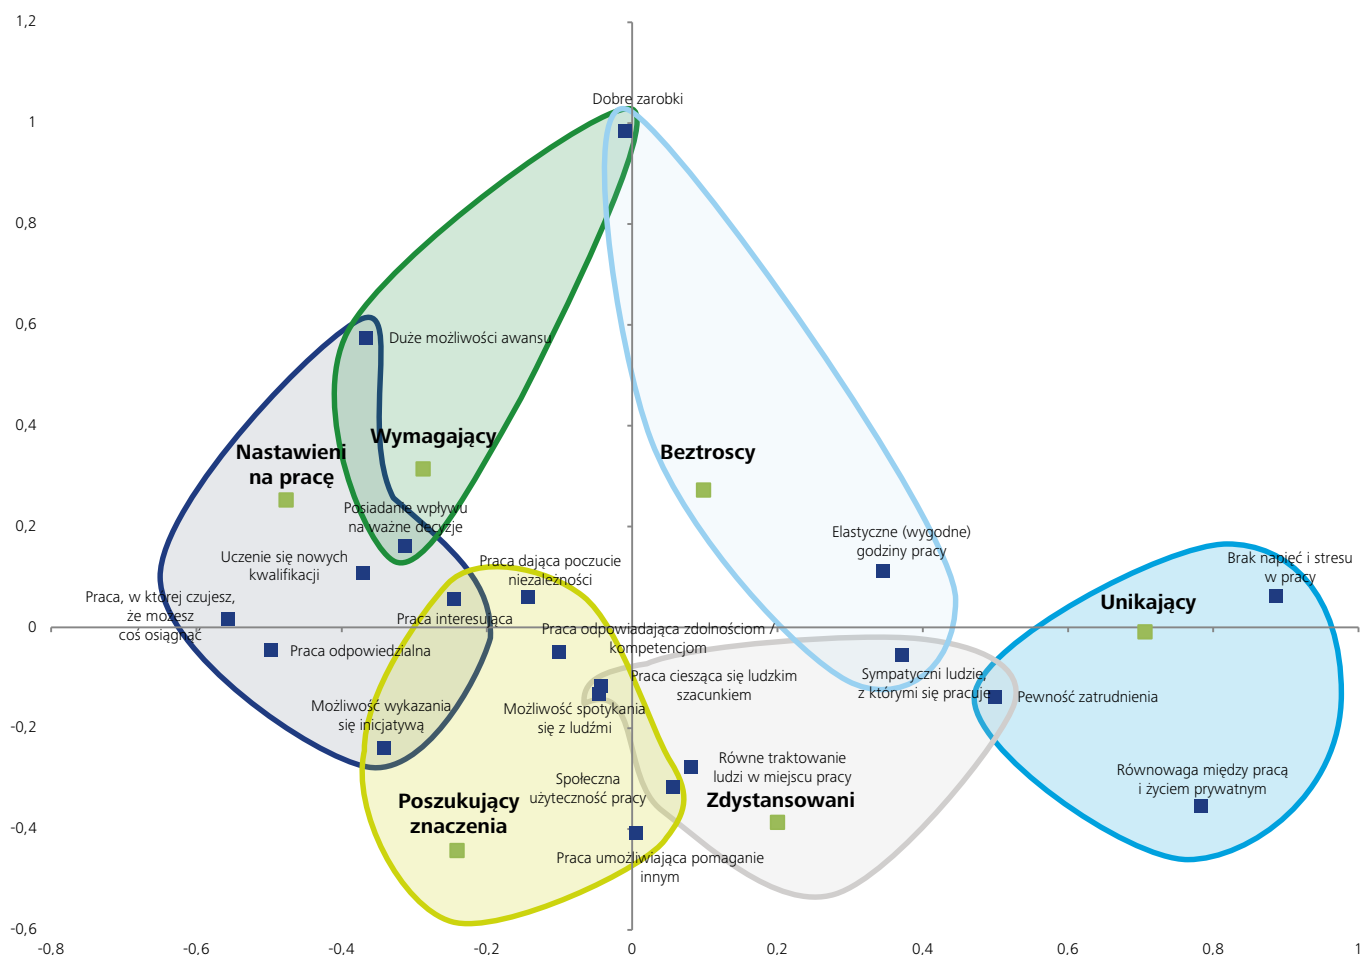 1,2
Dobre zarobki
1
0,8
0,6
Duże możliwości awansu
0,4
Wymagający
Nastawieni
na pracę
Beztroscy
Posiadanie wpływu
na ważne decyzje
0,2
Elastyczne (wygodne)
godziny pracy
Uczenie się nowych
kwalifikacji
Praca dająca poczucie
niezależności
Brak napięć i stresu
w pracy
Praca, w której czujesz,
że możesz
coś osiągnąć
Praca interesująca
Unikający
0
Praca odpowiadająca zdolnościom /
kompetencjom
Praca odpowiedzialna
Praca ciesząca się ludzkim
szacunkiem
Sympatyczni ludzie,
z którymi się pracuje
Pewność zatrudnienia
Możliwość wykazania
się inicjatywą
Możliwość spotykania
się z ludźmi
-0,2
Równe traktowanie
ludzi w miejscu pracy
Społeczna
użyteczność pracy
Równowaga między pracą
i życiem prywatnym
Poszukujący
znaczenia
Zdystansowani
-0,4
Praca umożliwiająca pomaganie
innym
-0,6
-0,8
-0,6
-0,4
-0,2
0
0,2
0,4
0,6
0,8
1